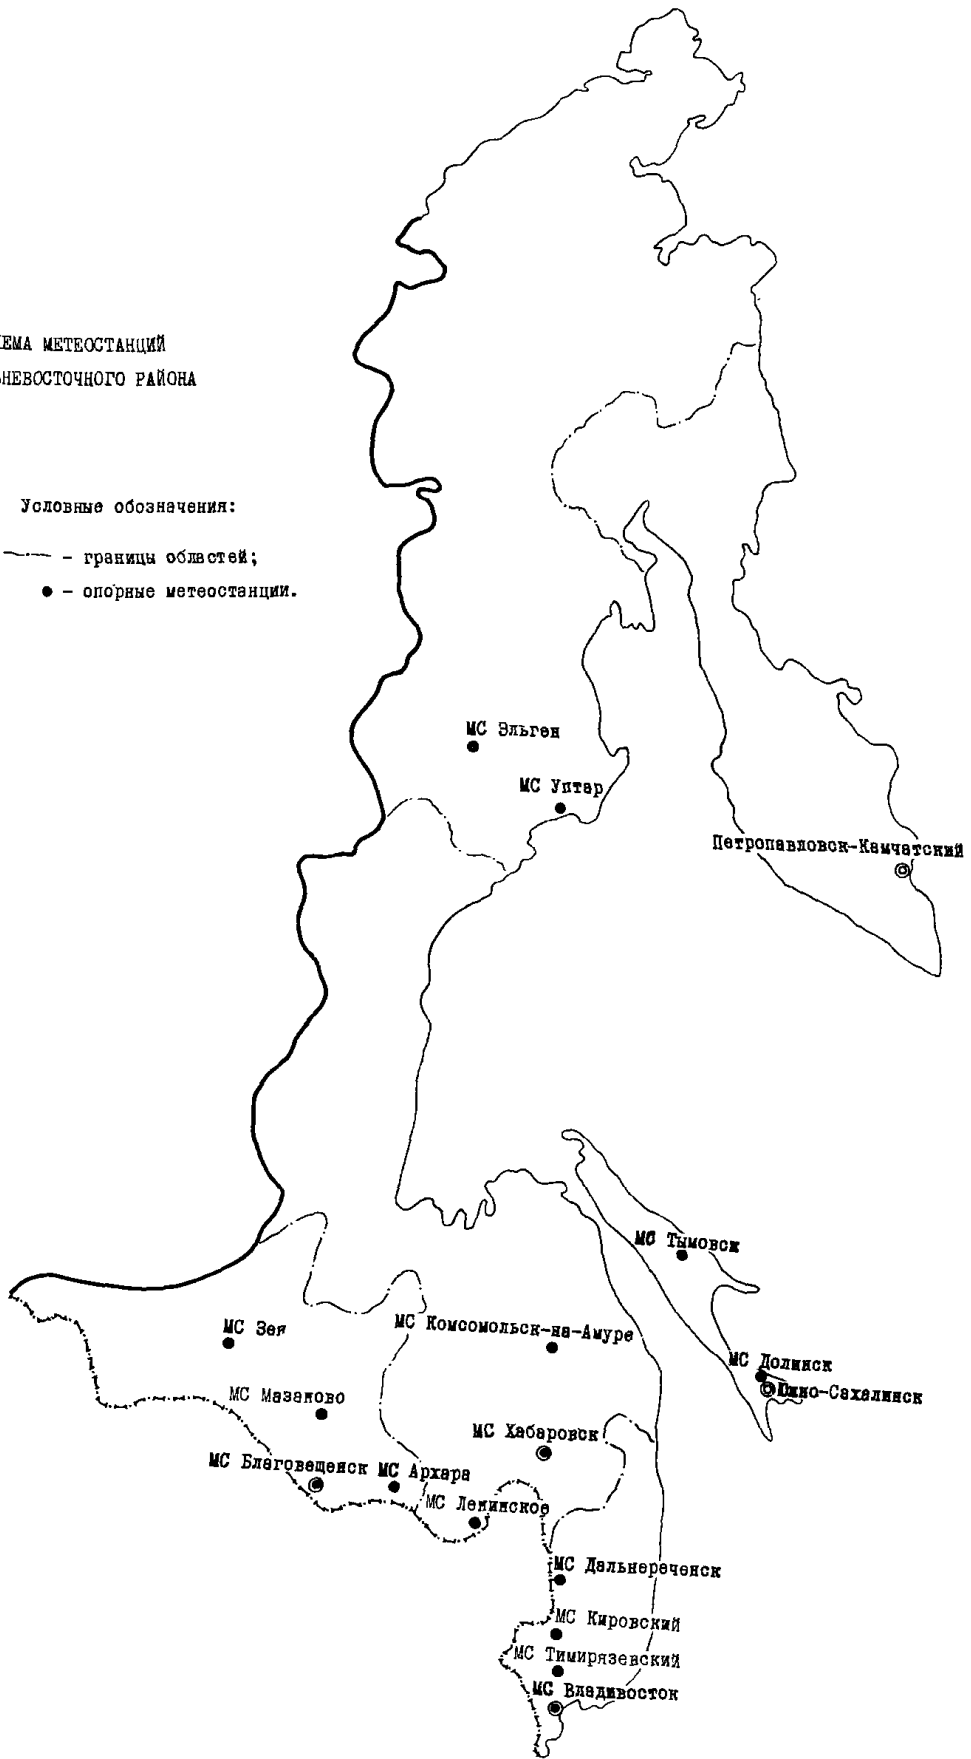 ЕМА МЕТЕОСТАНЦИЙ
НЕВОСТОЧНОГО РАЙОНА
Условные обозначения:
- границы областей;
- опорные метеостанции.
МС Эльген
МС Уптар
Петропавловск-Камчатский
МС Тымовск
МС Зея
МС Комсомольск-на-Амуре
МС Долинск
Южно-Сахалинск
МС Мазаново
МС Хабаровск
МС Благовещенск
МС Архара
МС Ленинское
МС Дальнереченск
МС Кировский
МС Тимирязевский
МС Владивосток